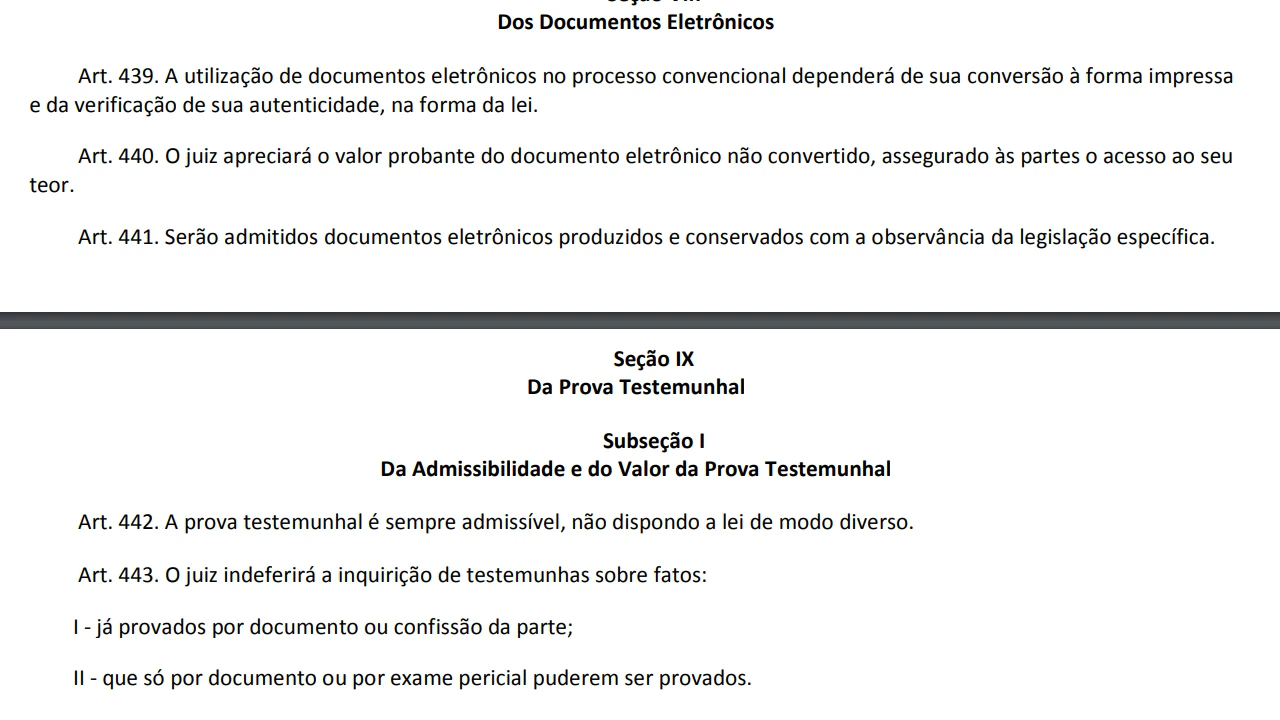 Dos Documentos Eletrônicos
Art. 439. A utilização de documentos eletrônicos no processo convencional dependerá de sua conversão à forma impressa
e da verificação de sua autenticidade, na forma da lei.
Art. 440. O juiz apreciará o valor probante do documento eletrônico não convertido, assegurado às partes o acesso ao seu
teor.
Art. 441. Serão admitidos documentos eletrônicos produzidos e conservados com a observância da legislação específica.
Seção IX
Da Prova Testemunhal
Subseção I
Da Admissibilidade e do Valor da Prova Testemunhal
Art. 442. A prova testemunhal é sempre admissível, não dispondo a lei de modo diverso.
Art. 443. O juiz indeferirá a inquirição de testemunhas sobre fatos:
I - já provados por documento ou confissão da parte;
II - que só por documento ou por exame pericial puderem ser provados.